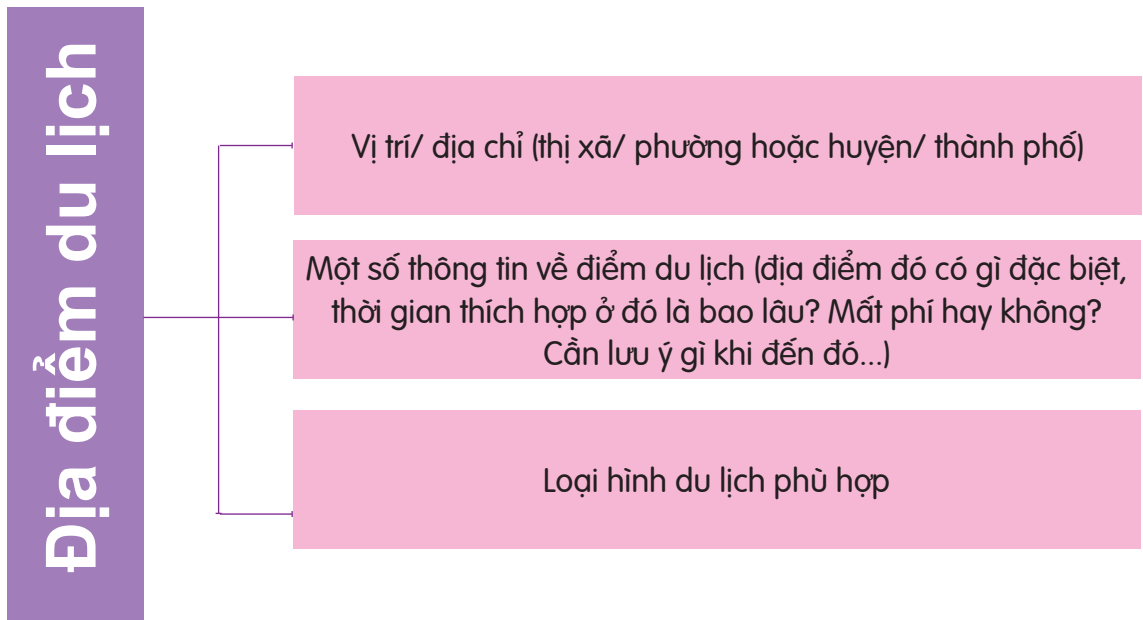 Địa điểm du lịch
Vị trí/ địa chỉ (thị xã/ phường hoặc huyện/ thành phố)
Một số thông tin về điểm du lịch (địa điểm đó có gì đặc biệt,
thời gian thích hợp ở đó là bao lâu? Mất phí hay không?
Cần lưu ý gì khi đến đó...)
Loại hình du lịch phù hợp